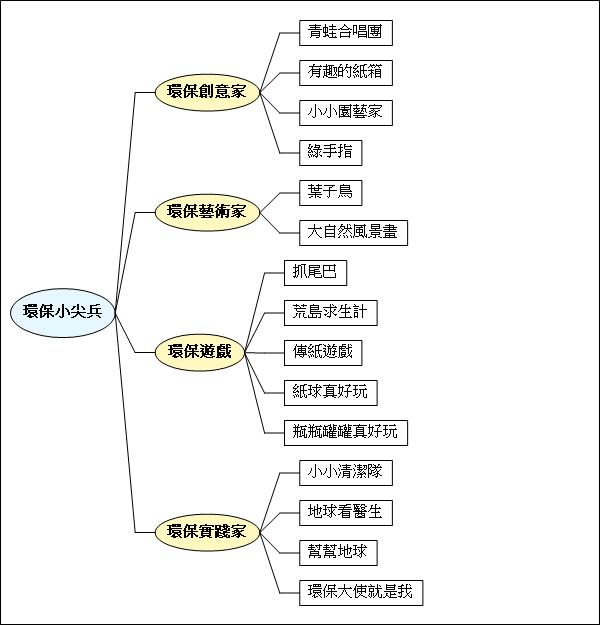 環保小尖兵
環保創意家
青蛙合唱團
有趣的紙箱
小小園藝家
綠手指
環保藝術家
葉子鳥
大自然風景畫
環保遊戲
抓尾巴
荒島求生計
傳紙遊戲
紙球真好玩
瓶瓶罐罐真好玩
環保實踐家
小小清潔隊
地球看醫生
幫幫地球
環保大使就是我